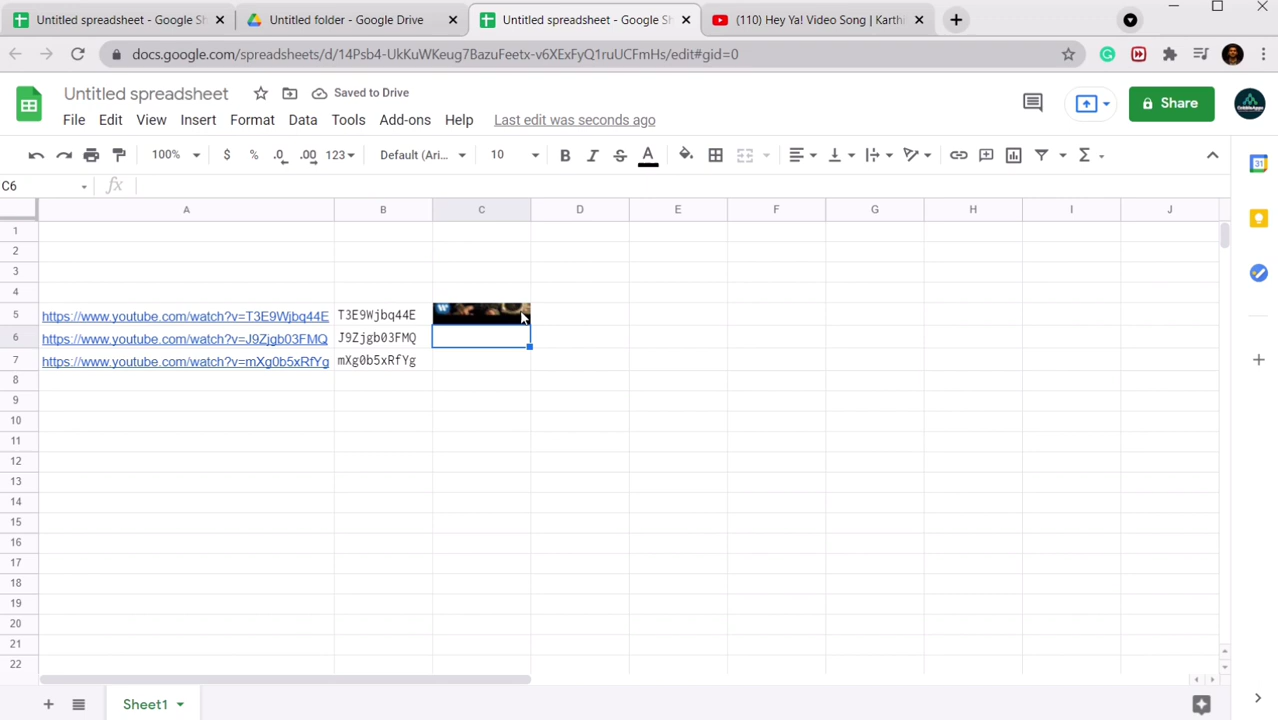 Untitled spreadsheet - Google Sh
Untitled folder - Google Drive
Untitled spreadsheet - Google Sh
(110) Hey Ya! Video Song | Karthi
docs.google.com/spreadsheets/d/14Psb4-UkKuWKeug7BazuFeetx-v6XExFyQ1ruUCFmHs/edit#gid=0
Untitled spreadsheet
Saved to Drive
Share
File Edit View Insert Format Data Tools Add-ons Help Last edit was seconds ago
100% $ % .0 .00 123 Default (Ari... 10 B I S A Σ
C6 fx
A B C D E F G H I J
1
2
3
4
5 https://www.youtube.com/watch?v=T3E9Wjbq44E T3E9Wjbq44E
6 https://www.youtube.com/watch?v=J9Zjgb03FMQ J9Zjgb03FMQ
7 https://www.youtube.com/watch?v=mXg0b5xRfYg mXg0b5xRfYg
8
9
10
11
12
13
14
15
16
17
18
19
20
21
22
Sheet1